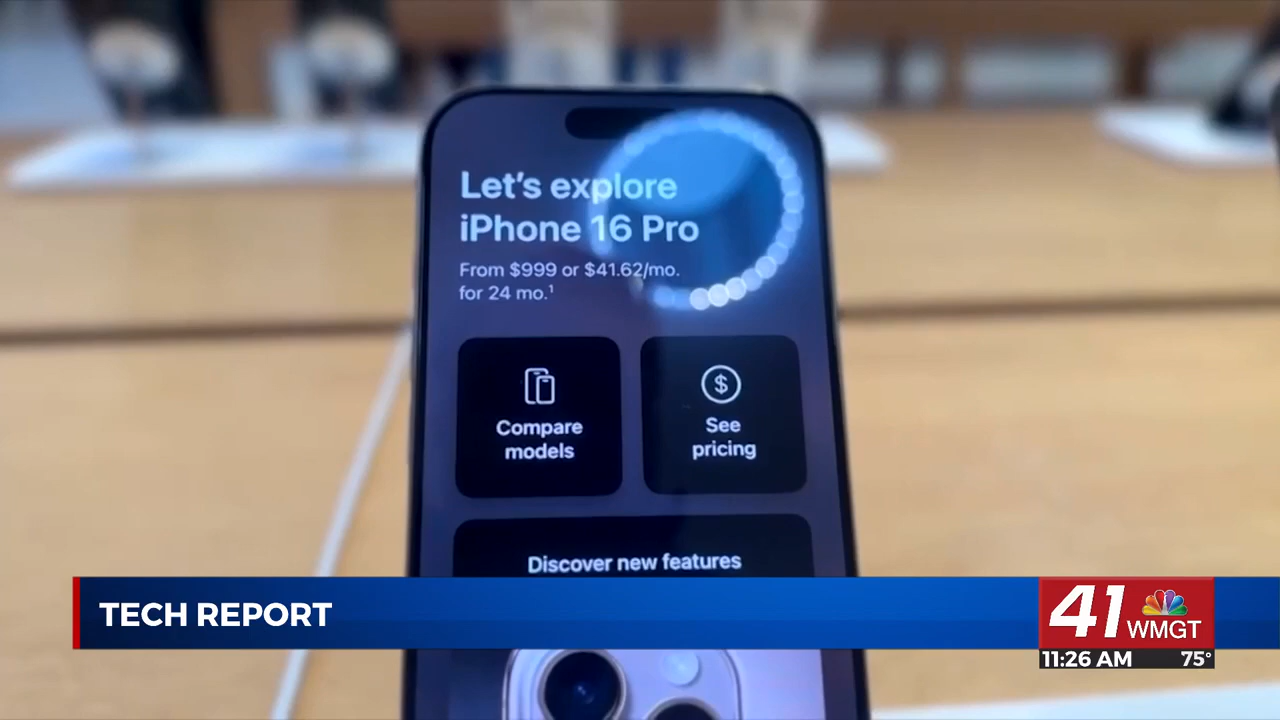 Let's explore
iPhone 16 Pro
From $999 or $41.62/mo.
for 24 mo.¹
$
Compare
models
See
pricing
Discover new features
TECH REPORT
41
WMGT
11:26 AM 75°